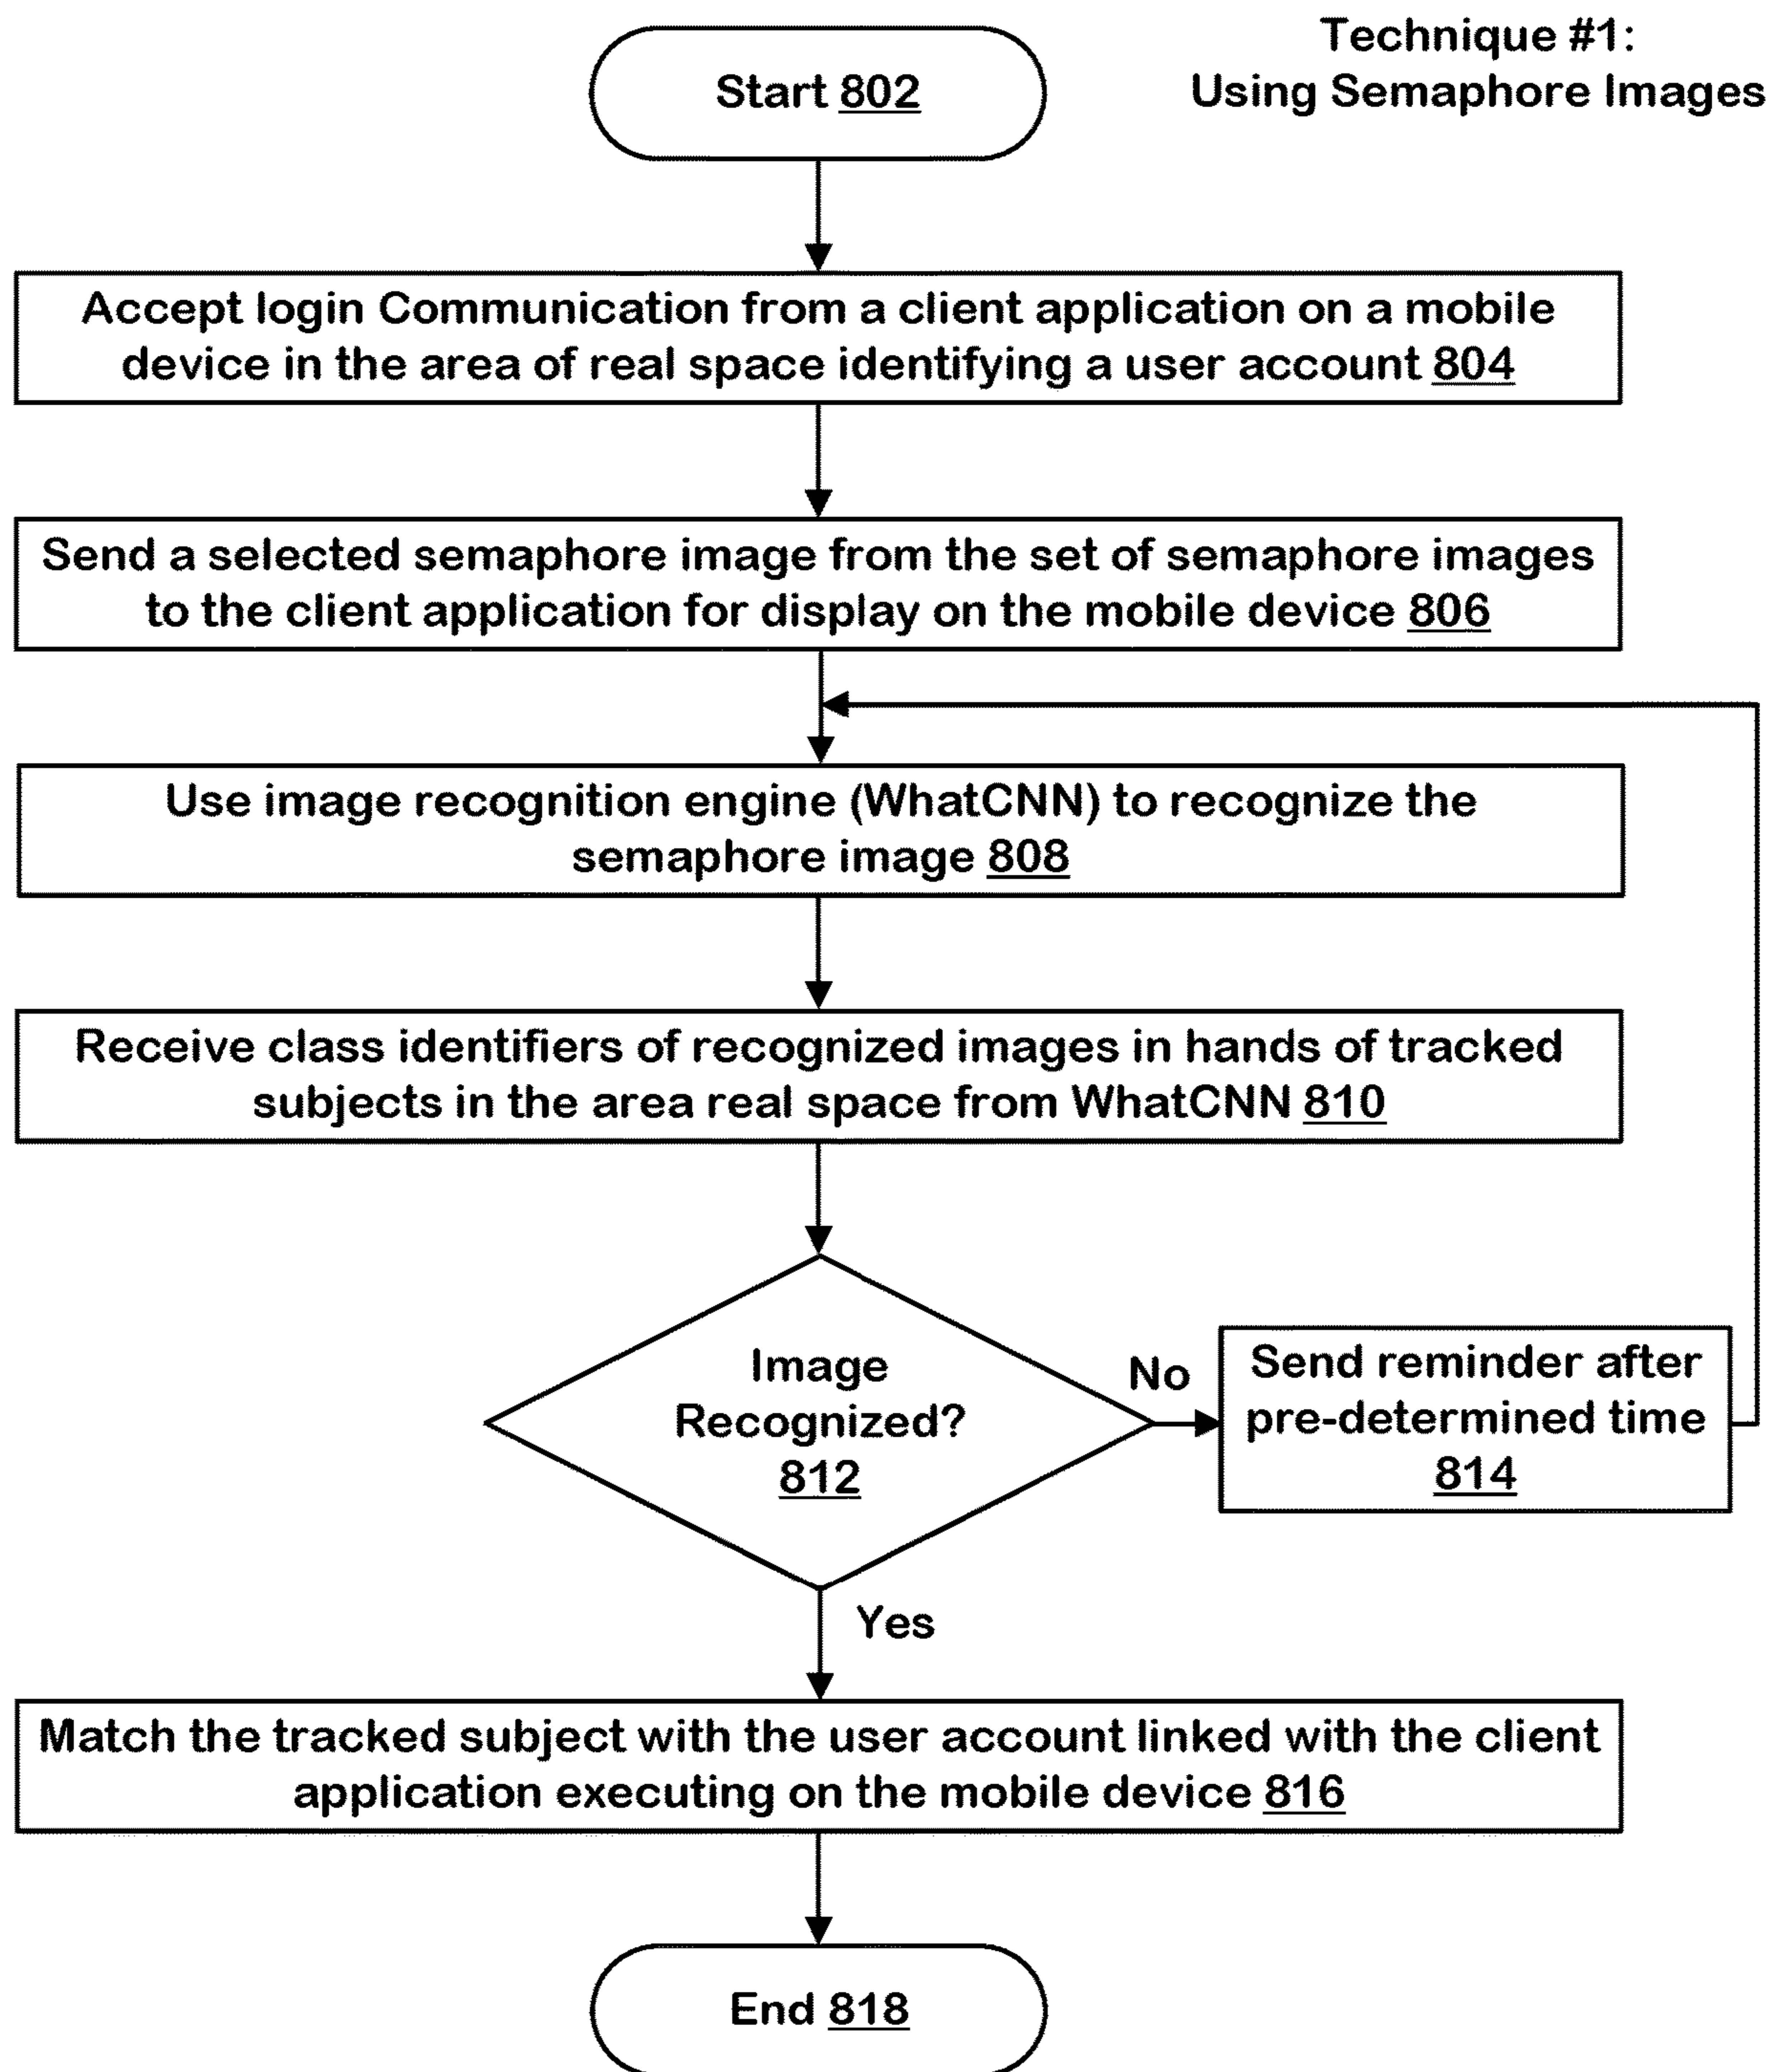 Technique #1:
Using Semaphore Images
Start 802
Accept login Communication from a client application on a mobile
device in the area of real space identifying a user account 804
Send a selected semaphore image from the set of semaphore images
to the client application for display on the mobile device 806
Use image recognition engine (WhatCNN) to recognize the
semaphore image 808
Receive class identifiers of recognized images in hands of tracked
subjects in the area real space from WhatCNN 810
Image
Recognized?
812
No
Send reminder after
pre-determined time
814
Yes
Match the tracked subject with the user account linked with the client
application executing on the mobile device 816
End 818